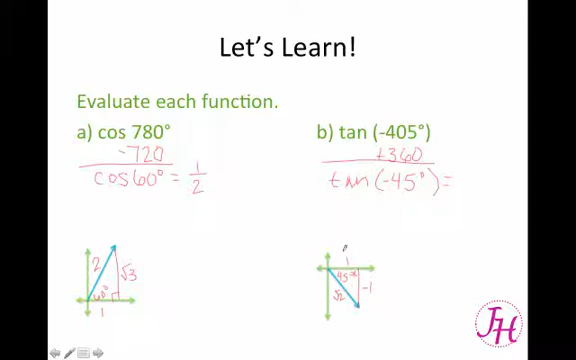 Let's Learn!
Evaluate each function.
a) cos 780°
-720
cos 60° = 1/2
b) tan (-405°)
+360
tan (-45°) =
2
√3
60°
1
1
45°
√2
-1
JH